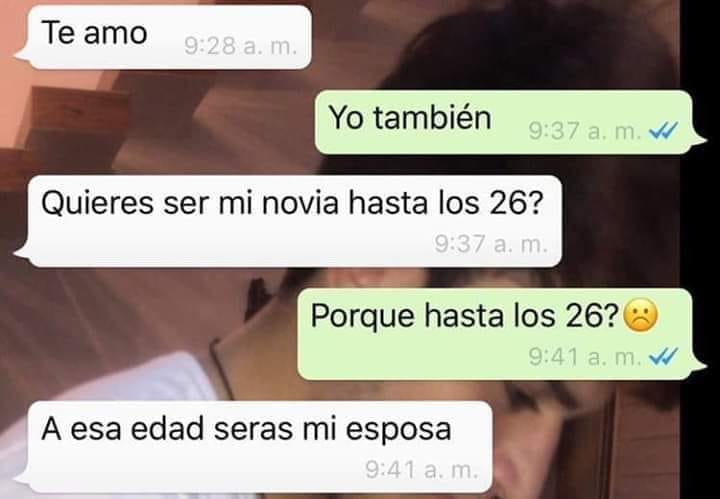 Te amo
9:28 a. m.
Yo también
9:37 a. m.
Quieres ser mi novia hasta los 26?
9:37 a. m.
Porque hasta los 26?☹️
9:41 a. m.
A esa edad seras mi esposa
9:41 a. m.